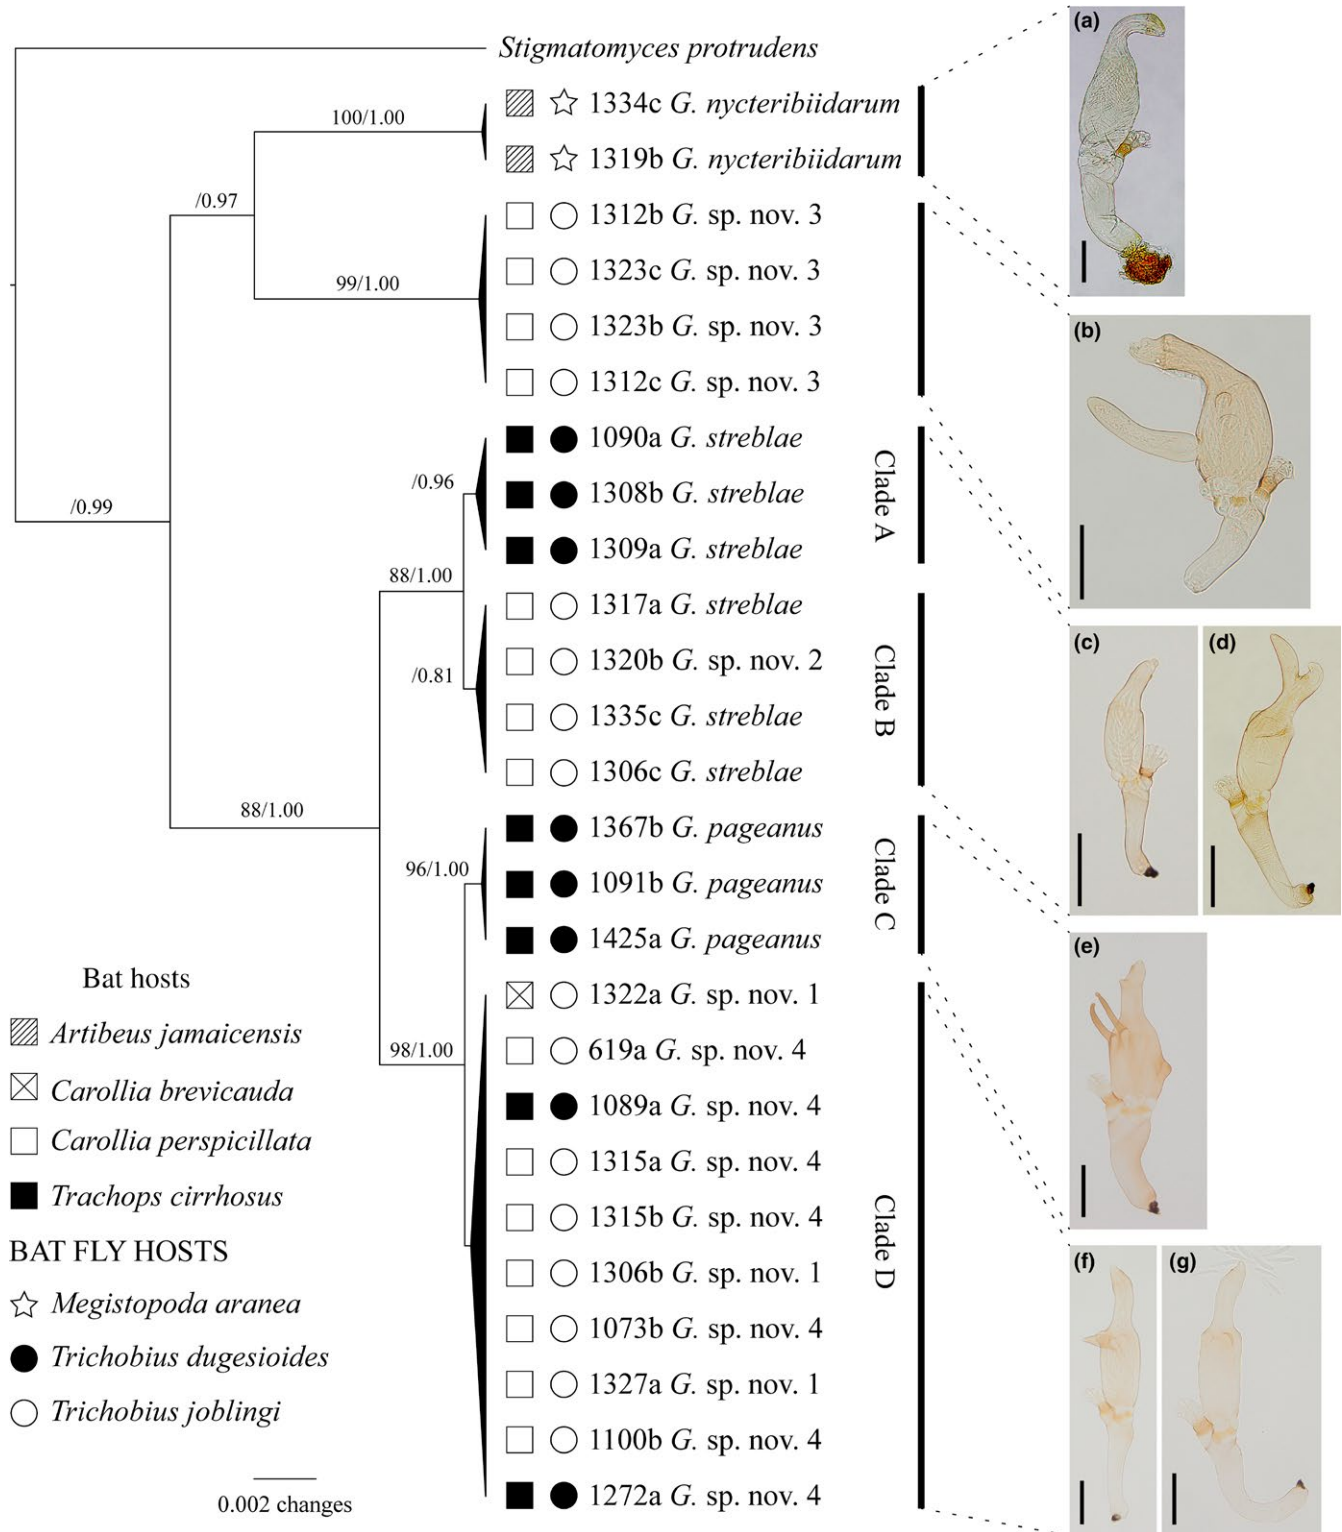 Stigmatomyces protrudens
100/1.00
1334c G. nycteribiidarum
1319b G. nycteribiidarum
/0.97
1312b G. sp. nov. 3
1323c G. sp. nov. 3
99/1.00
1323b G. sp. nov. 3
1312c G. sp. nov. 3
/0.99
1090a G. streblae
/0.96
1308b G. streblae
1309a G. streblae
Clade A
88/1.00
1317a G. streblae
/0.81
1320b G. sp. nov. 2
1335c G. streblae
1306c G. streblae
Clade B
88/1.00
1367b G. pageanus
96/1.00
1091b G. pageanus
1425a G. pageanus
Clade C
98/1.00
1322a G. sp. nov. 1
619a G. sp. nov. 4
1089a G. sp. nov. 4
1315a G. sp. nov. 4
1315b G. sp. nov. 4
1306b G. sp. nov. 1
1073b G. sp. nov. 4
1327a G. sp. nov. 1
1100b G. sp. nov. 4
1272a G. sp. nov. 4
Clade D
Bat hosts
Artibeus jamaicensis
Carollia brevicauda
Carollia perspicillata
Trachops cirrhosus
BAT FLY HOSTS
Megistopoda aranea
Trichobius dugesioides
Trichobius joblingi
0.002 changes
(a)
(b)
(c)
(d)
(e)
(f)
(g)